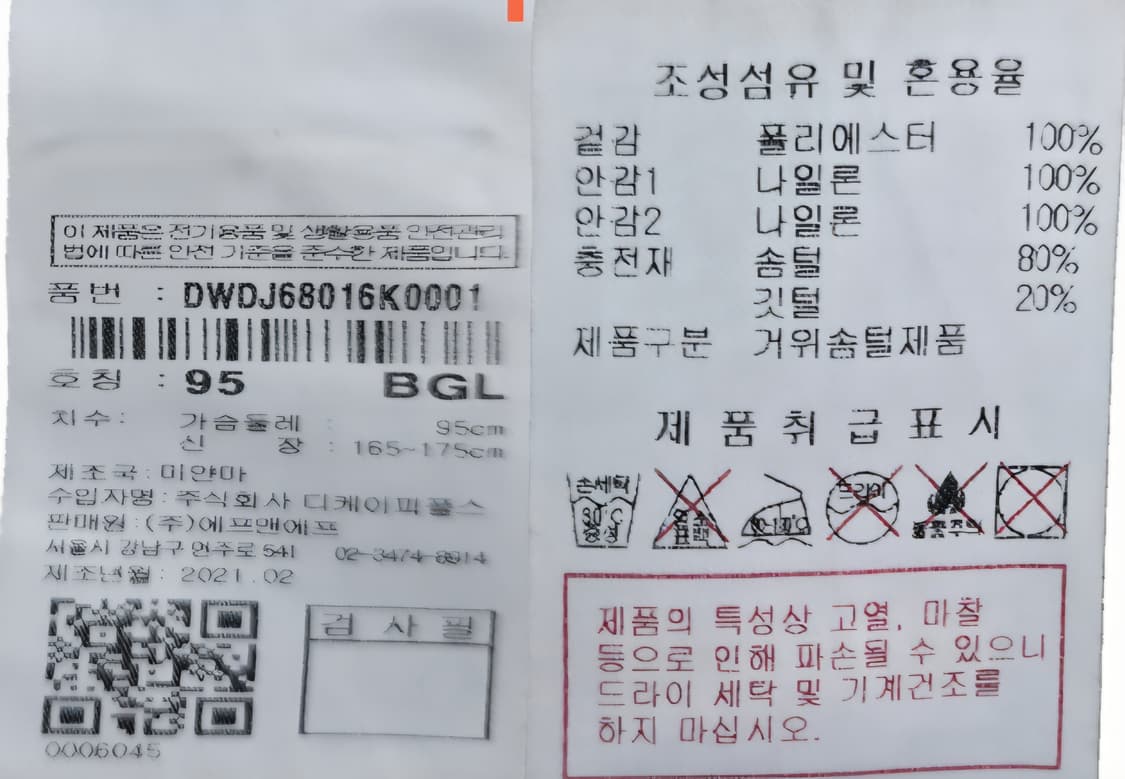 이 제품은 전기용품 및 생활용품 안전관리
법에 따른 안전 기준을 준수한 제품입니다.
품번 : DWDJ68016K0001
호칭 : 95 BGL
치수 : 가슴둘레 : 95cm
신 장 : 165~175cm
제조국 : 미얀마
수입자명 : 주식회사 디케이피플스
판매원 : (주)에프앤에프
서울시 강남구 언주로 541 02-3474-8914
제조년월 : 2021.02
검 사 필
0006045
조성섬유 및 혼용율
겉감 폴리에스터 100%
안감1 나일론 100%
안감2 나일론 100%
충전재 솜털 80%
깃털 20%
제품구분 거위솜털제품
제 품 취 급 표 시
손세탁
드라이
제품의 특성상 고열, 마찰
등으로 인해 파손될 수 있으니
드라이 세탁 및 기계건조를
하지 마십시오.